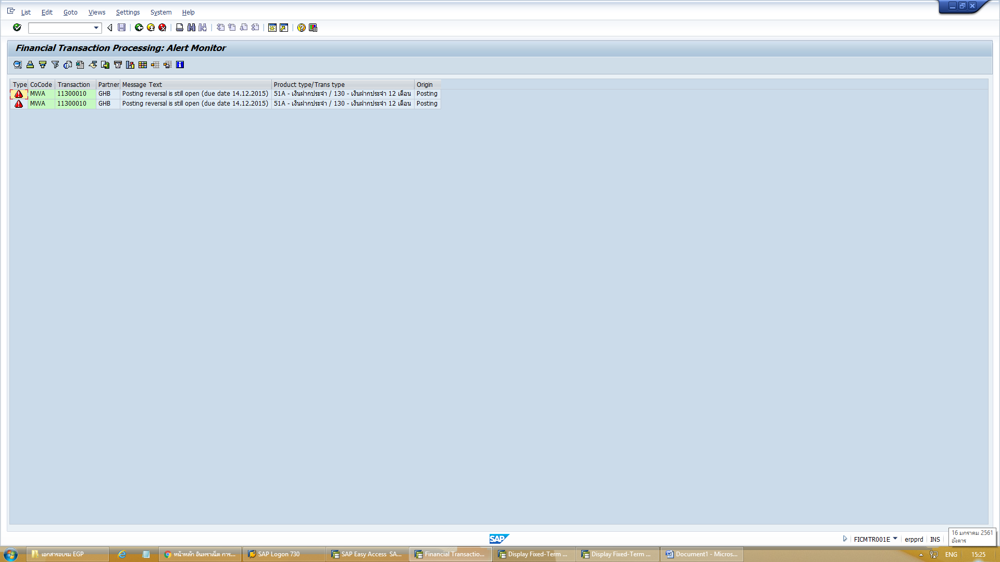 List Edit Goto Views Settings System Help
Financial Transaction Processing: Alert Monitor
Type CoCode Transaction Partner Message Text Product type/Trans type Origin
MWA 11300010 GHB Posting reversal is still open (due date 14.12.2015) 51A - เงินฝากประจำ / 130 - เงินฝากประจำ 12 เดือน Posting
MWA 11300010 GHB Posting reversal is still open (due date 14.12.2015) 51A - เงินฝากประจำ / 130 - เงินฝากประจำ 12 เดือน Posting
SAP
FICMTR001E erpprd INS
16 มกราคม 2561
อังคาร
เอกสารอบรม EGP
หน้าหลัก อินทราเน็ต การ...
SAP Logon 730
SAP Easy Access SA...
Financial Transactio...
Display Fixed-Term ...
Display Fixed-Term ...
Document1 - Micros...
ENG 15:25